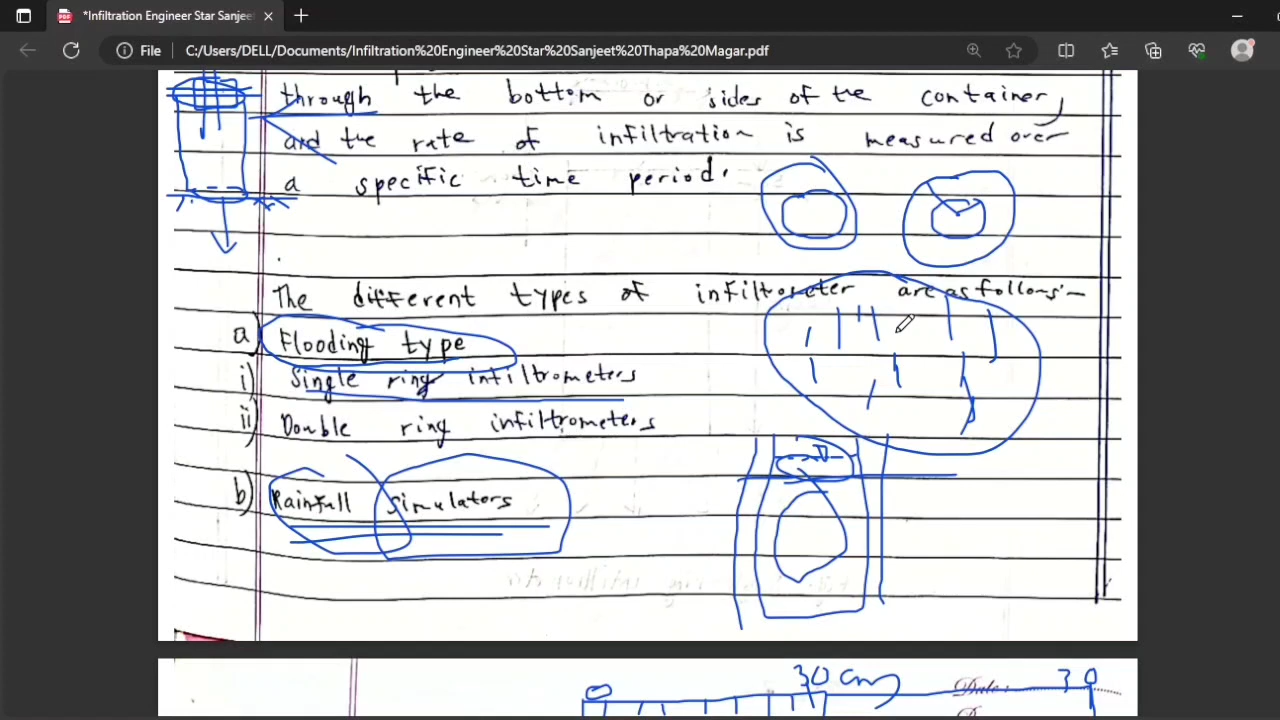 *Infiltration Engineer Star Sanjee
File
C:/Users/DELL/Documents/Infiltration%20Engineer%20Star%20Sanjeet%20Thapa%20Magar.pdf
through the bottom or sides of the container,
and the rate of infiltration is measured over
a specific time period.
The different types of infiltrometer are as follows:-
a) Flooding type
i) Single ring infiltrometers
ii) Double ring infiltrometers
b) Rainfall simulators
30 cm
30
Date: